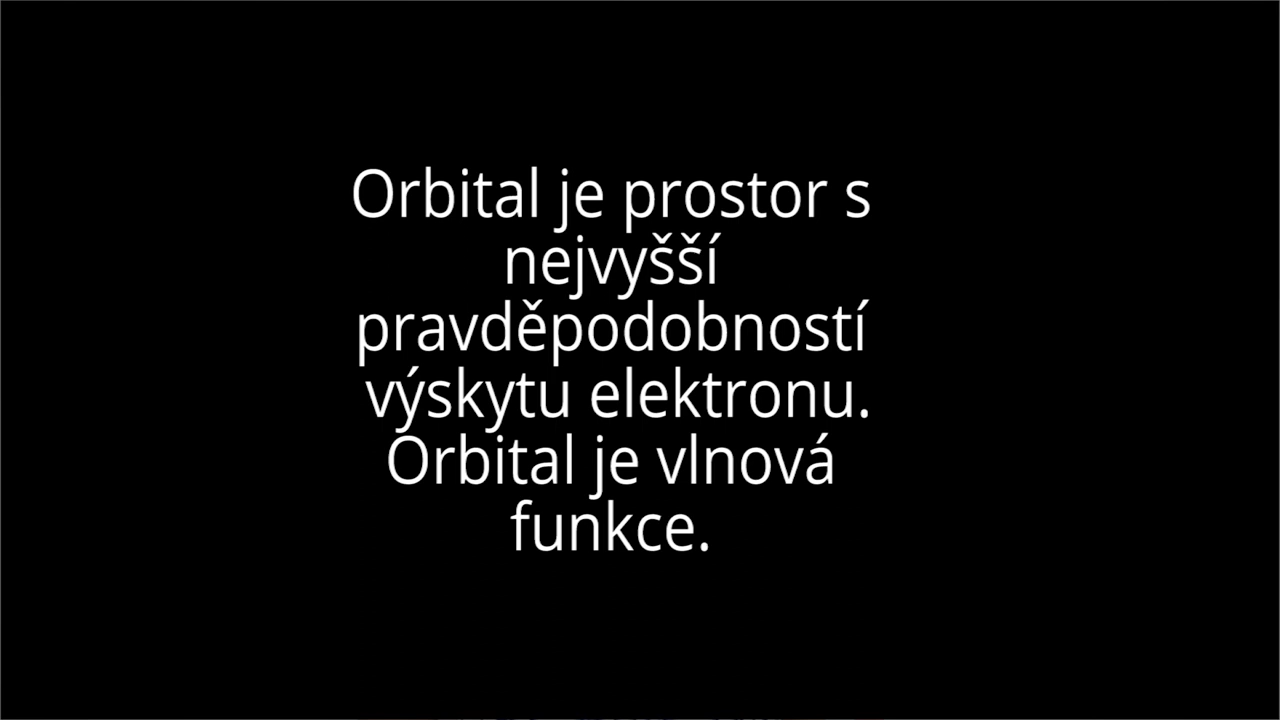 Orbital je prostor s
nejvyšší
pravděpodobností
výskytu elektronu.
Orbital je vlnová
funkce.